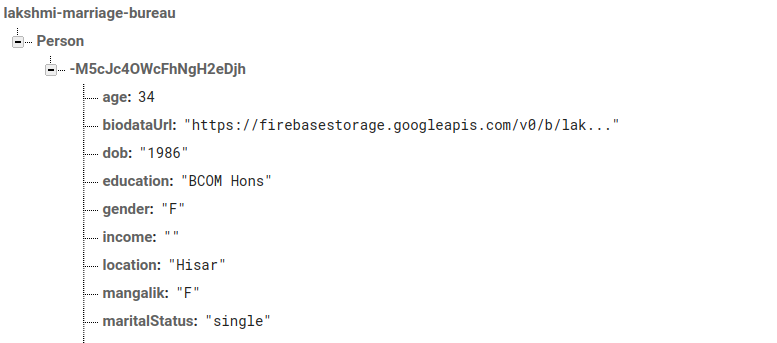 lakshmi-marriage-bureau
Person
-M5cJc4OWcFhNgH2eDjh
age: 34
biodataUrl: "https://firebasestorage.googleapis.com/v0/b/lak..."
dob: "1986"
education: "BCOM Hons"
gender: "F"
income: ""
location: "Hisar"
mangalik: "F"
maritalStatus: "single"